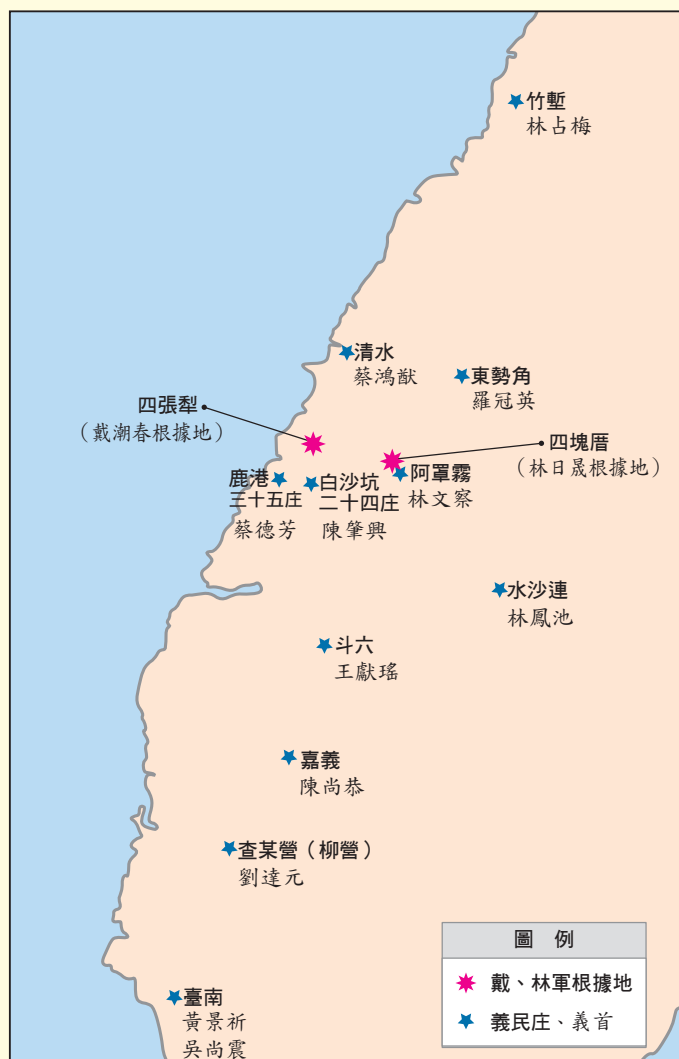 竹塹
林占梅
清水
蔡鴻猷
東勢角
羅冠英
四張犁
（戴潮春根據地）
四塊厝
（林日晟根據地）
鹿港
三十五庄
蔡德芳
白沙坑
二十四庄
陳肇興
阿罩霧
林文察
水沙連
林鳳池
斗六
王獻瑤
嘉義
陳尚恭
查某營（柳營）
劉達元
臺南
黃景祈
吳尚震
圖 例
戴、林軍根據地
義民庄、義首